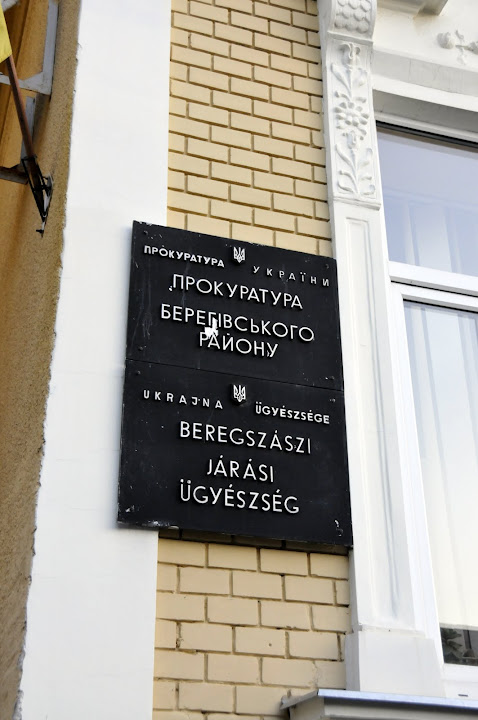 ПРОКУРАТУРА УКРАЇНИ
ПРОКУРАТУРА
БЕРЕГІВСЬКОГО
РАЙОНУ
UKRAJNA ÜGYÉSZSÉGE
BEREGSZÁSZI
JÁRÁSI
ÜGYÉSZSÉG